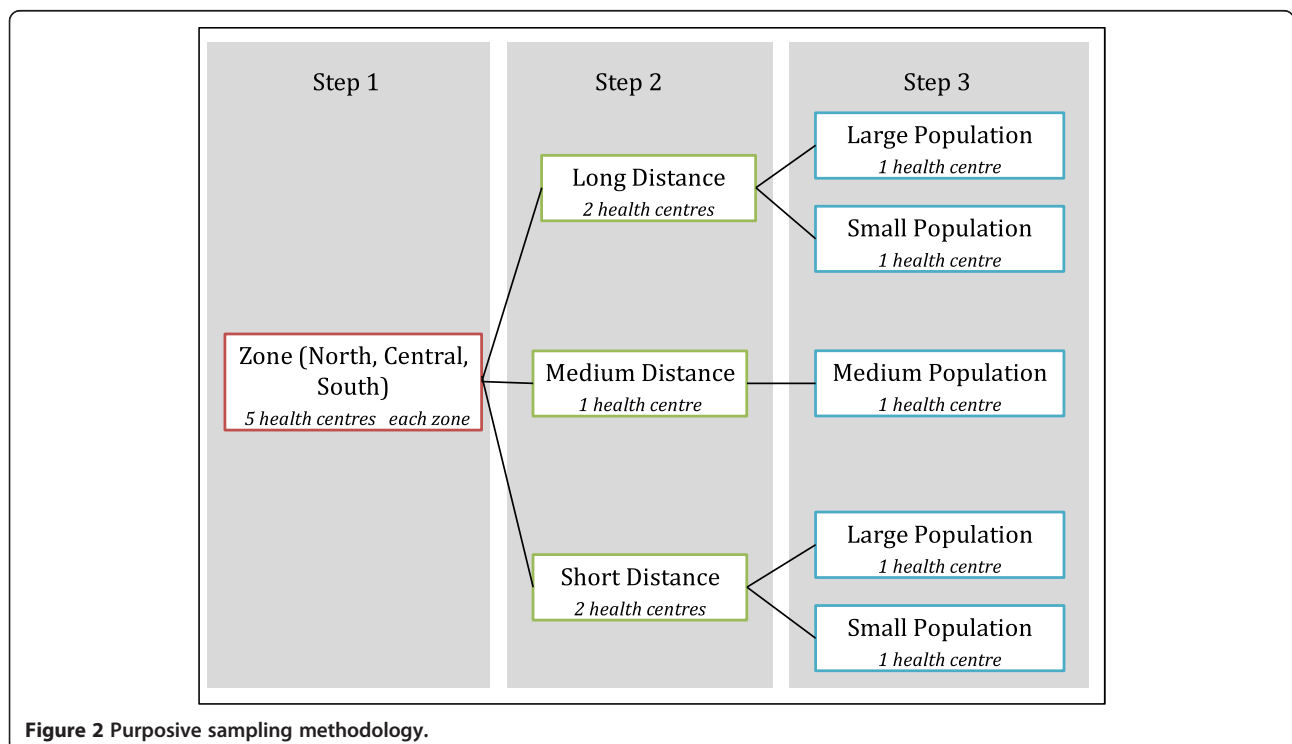 Step 1
Zone (North, Central,
South)
5 health centres each zone
Step 2
Long Distance
2 health centres
Medium Distance
1 health centre
Short Distance
2 health centres
Step 3
Large Population
1 health centre
Small Population
1 health centre
Medium Population
1 health centre
Large Population
1 health centre
Small Population
1 health centre
Figure 2 Purposive sampling methodology.